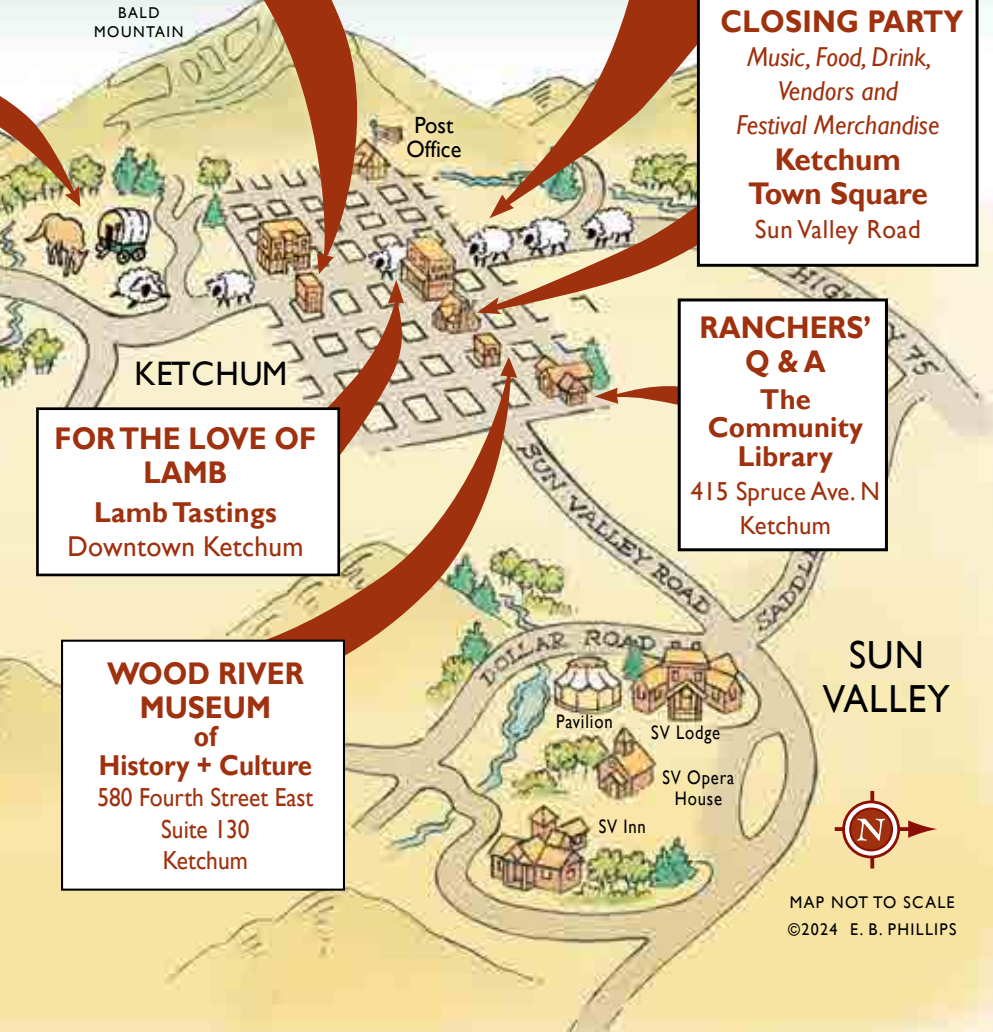 BALD
MOUNTAIN
CLOSING PARTY
Music, Food, Drink,
Vendors and
Festival Merchandise
Ketchum
Town Square
Sun Valley Road
Post
Office
HIGHWAY 75
RANCHERS’
Q & A
The
Community
Library
415 Spruce Ave. N
Ketchum
KETCHUM
FOR THE LOVE OF
LAMB
Lamb Tastings
Downtown Ketchum
SUN VALLEY ROAD
DOLLAR ROAD
WOOD RIVER
MUSEUM
of
History + Culture
580 Fourth Street East
Suite 130
Ketchum
SUN
VALLEY
Pavilion
SV Lodge
SV Opera
House
SV Inn
N
MAP NOT TO SCALE
©2024 E. B. PHILLIPS